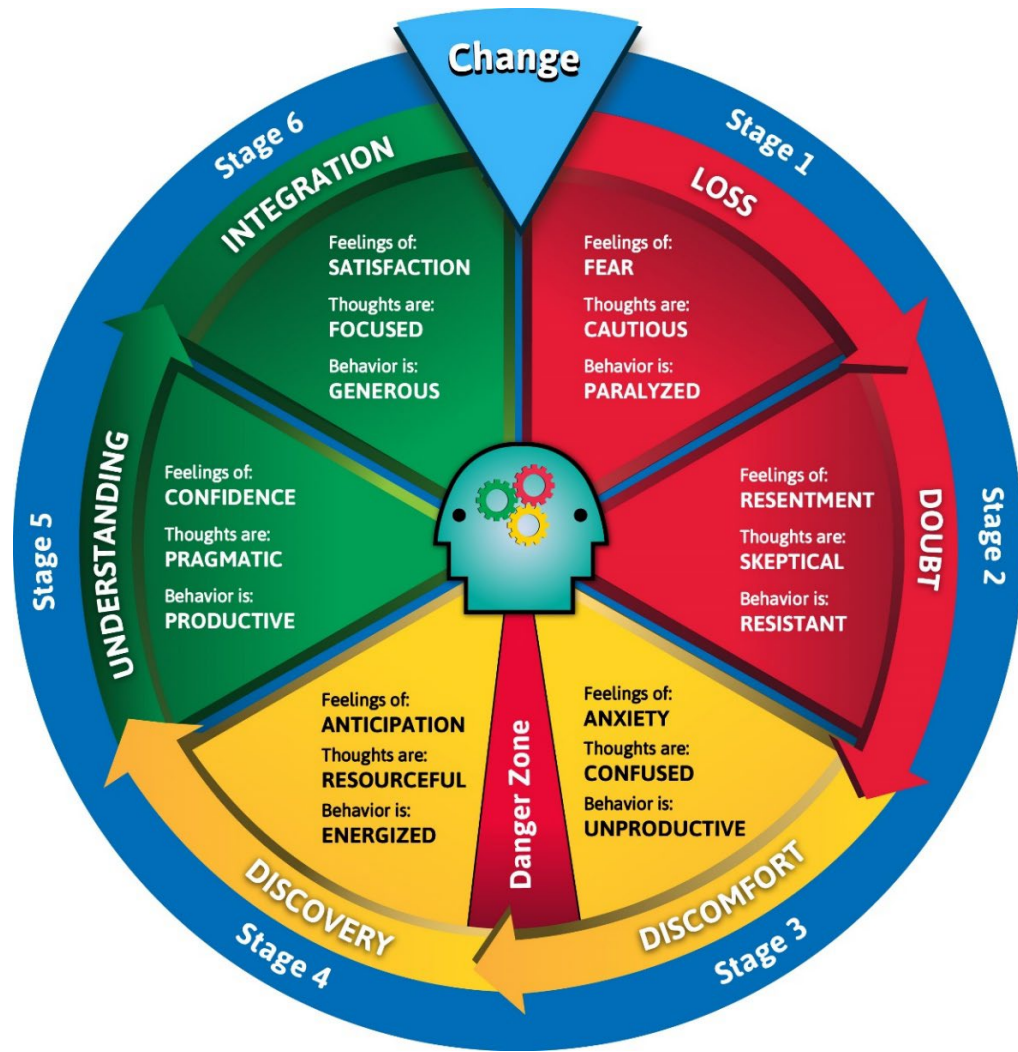 Change
Stage 1
LOSS
Feelings of:
FEAR
Thoughts are:
CAUTIOUS
Behavior is:
PARALYZED
Stage 2
DOUBT
Feelings of:
RESENTMENT
Thoughts are:
SKEPTICAL
Behavior is:
RESISTANT
Stage 3
DISCOMFORT
Feelings of:
ANXIETY
Thoughts are:
CONFUSED
Behavior is:
UNPRODUCTIVE
Danger Zone
Stage 4
DISCOVERY
Feelings of:
ANTICIPATION
Thoughts are:
RESOURCEFUL
Behavior is:
ENERGIZED
Stage 5
UNDERSTANDING
Feelings of:
CONFIDENCE
Thoughts are:
PRAGMATIC
Behavior is:
PRODUCTIVE
Stage 6
INTEGRATION
Feelings of:
SATISFACTION
Thoughts are:
FOCUSED
Behavior is:
GENEROUS